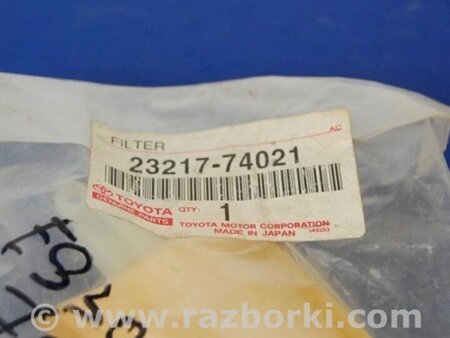 AC
FILTER
23217-74021
TOYOTA
GENUINE PARTS
QTY:
1
TOYOTA MOTOR CORPORATION
MADE IN JAPAN
www.razborki.com